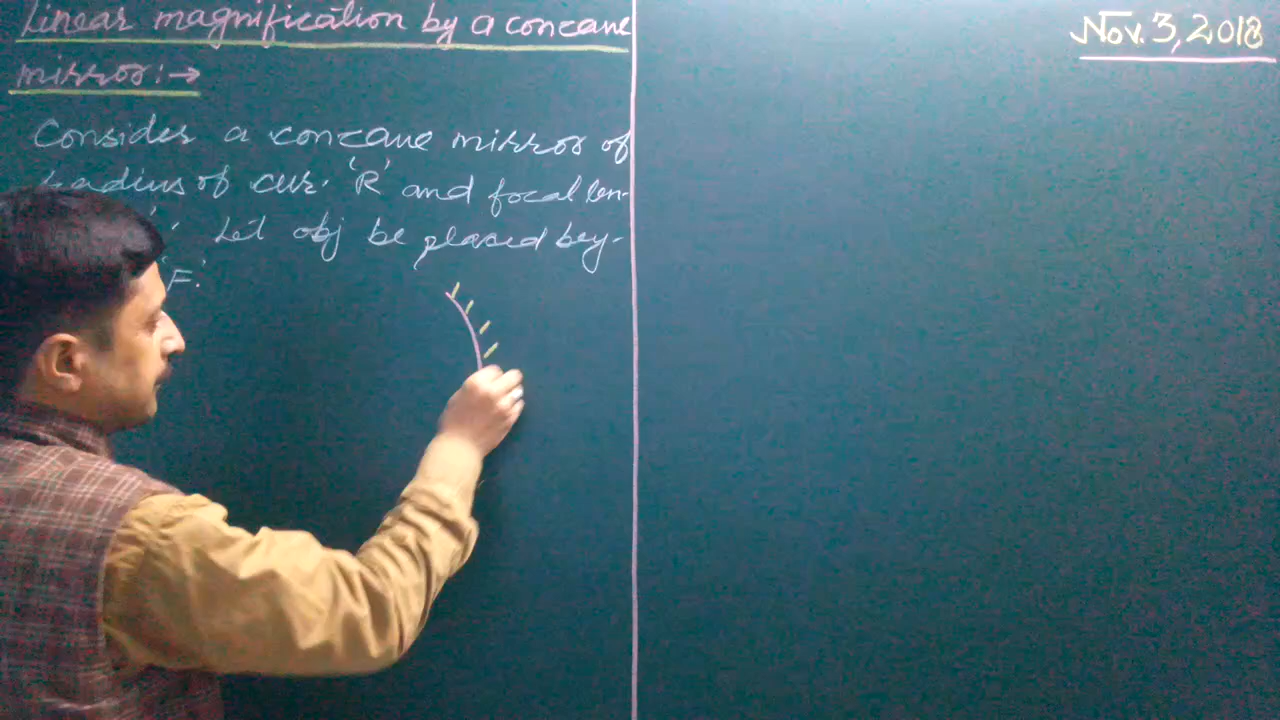 Linear magnification by a concave
mirror:→
Consider a concave mirror of
radius of cur. 'R' and focal len-
Let obj be placed bey-
'F'.
Nov. 3, 2018